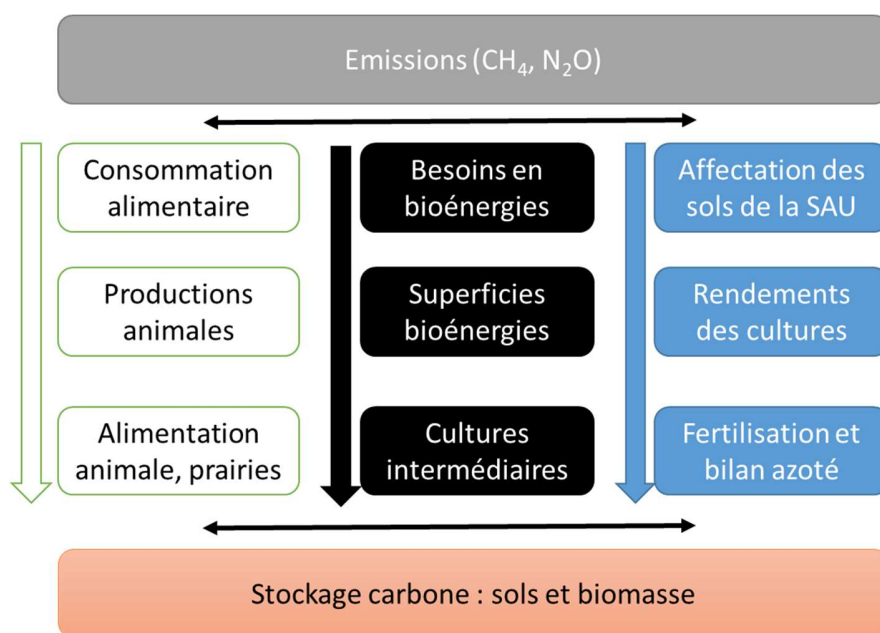 Emissions (CH₄, N₂O)
Consommation
alimentaire
Besoins en
bioénergies
Affectation des
sols de la SAU
Productions
animales
Superficies
bioénergies
Rendements
des cultures
Alimentation
animale, prairies
Cultures
intermédiaires
Fertilisation et
bilan azoté
Stockage carbone : sols et biomasse